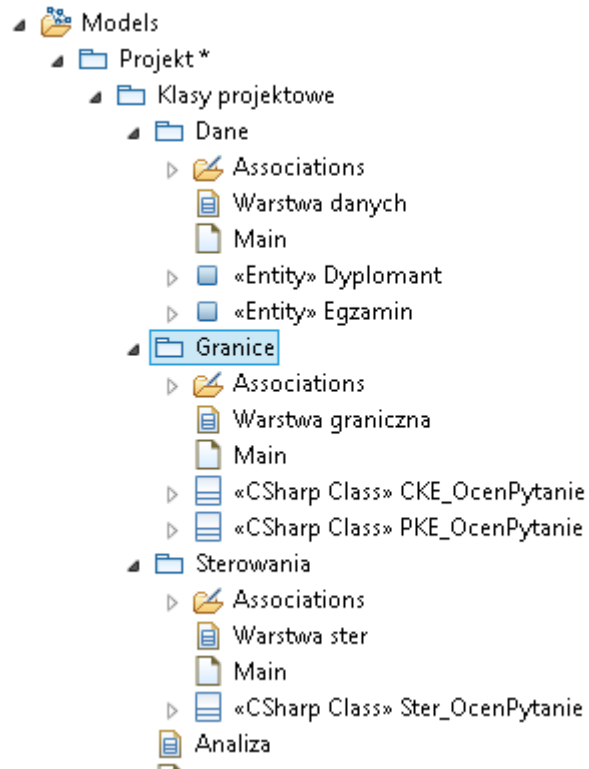 Models
Projekt *
Klasy projektowe
Dane
Associations
Warstwa danych
Main
«Entity» Dyplomant
«Entity» Egzamin
Granice
Associations
Warstwa graniczna
Main
«CSharp Class» CKE_OcenPytanie
«CSharp Class» PKE_OcenPytanie
Sterowania
Associations
Warstwa ster
Main
«CSharp Class» Ster_OcenPytanie
Analiza